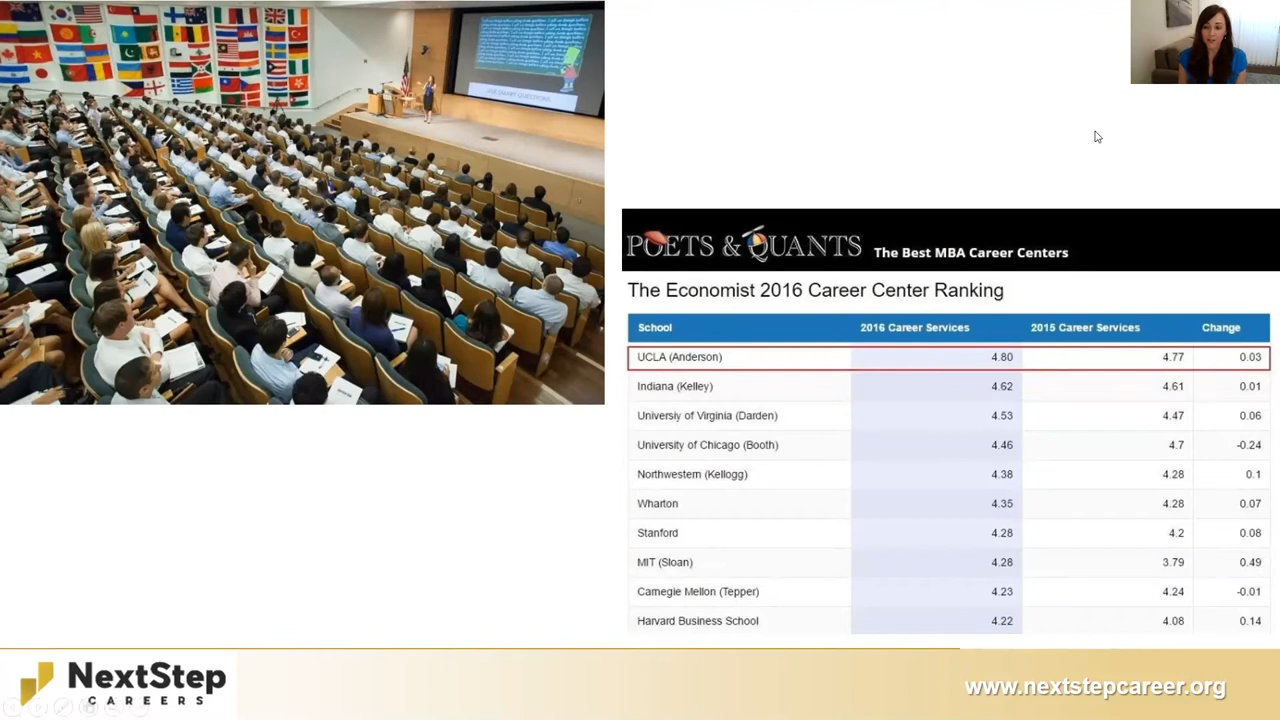 POETS & QUANTS The Best MBA Career Centers
The Economist 2016 Career Center Ranking
School 2016 Career Services 2015 Career Services Change
UCLA (Anderson) 4.80 4.77 0.03
Indiana (Kelley) 4.62 4.61 0.01
Universiy of Virginia (Darden) 4.53 4.47 0.06
University of Chicago (Booth) 4.46 4.7 -0.24
Northwestern (Kellogg) 4.38 4.28 0.1
Wharton 4.35 4.28 0.07
Stanford 4.28 4.2 0.08
MIT (Sloan) 4.28 3.79 0.49
Carnegie Mellon (Tepper) 4.23 4.24 -0.01
Harvard Business School 4.22 4.08 0.14
NextStep
CAREERS
www.nextstepcareer.org